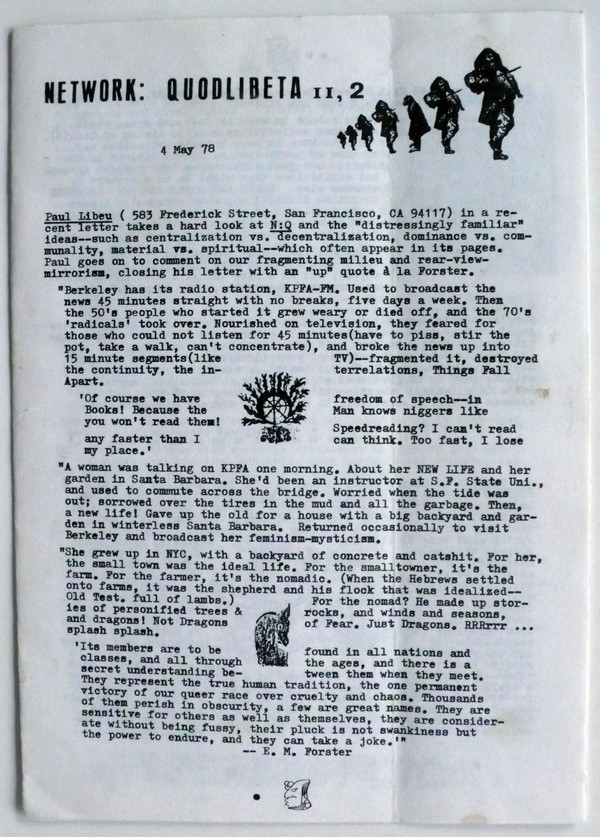 NETWORK: QUODLIBETA II, 2
4 May 78
Paul Libeu ( 583 Frederick Street, San Francisco, CA 94117) in a re-
cent letter takes a hard look at N:Q and the "distressingly familiar"
ideas--such as centralization vs. decentralization, dominance vs. com-
munality, material vs. spiritual--which often appear in its pages.
Paul goes on to comment on our fragmenting milieu and rear-view-
mirrorism, closing his letter with an "up" quote à la Forster.
"Berkeley has its radio station, KPFA-FM. Used to broadcast the
news 45 minutes straight with no breaks, five days a week. Then
the 50's people who started it grew weary or died off, and the 70's
'radicals' took over. Nourished on television, they feared for
those who could not listen for 45 minutes(have to piss, stir the
pot, take a walk, can't concentrate), and broke the news up into
15 minute segments(like TV)--fragmented it, destroyed
the continuity, the in- terrelations, Things Fall
Apart.
'Of course we have freedom of speech--in
Books! Because the Man knows niggers like
you won't read them! Speedreading? I can't read
any faster than I can think. Too fast, I lose
my place.'
"A woman was talking on KPFA one morning. About her NEW LIFE and her
garden in Santa Barbara. She'd been an instructor at S.F. State Uni.,
and used to commute across the bridge. Worried when the tide was
out; sorrowed over the tires in the mud and all the garbage. Then,
a new life! Gave up the old for a house with a big backyard and gar-
den in winterless Santa Barbara. Returned occasionally to visit
Berkeley and broadcast her feminism-mysticism.
"She grew up in NYC, with a backyard of concrete and catshit. For her,
the small town was the ideal life. For the smalltowner, it's the
farm. For the farmer, it's the nomadic. (When the Hebrews settled
onto farms, it was the shepherd and his flock that was idealized--
Old Test. full of lambs.) For the nomad? He made up stor-
ies of personified trees & rocks, and winds and seasons,
and dragons! Not Dragons of Fear. Just Dragons. RRRrrr ...
splash splash.
'Its members are to be found in all nations and
classes, and all through the ages, and there is a
secret understanding be- tween them when they meet.
They represent the true human tradition, the one permanent
victory of our queer race over cruelty and chaos. Thousands
of them perish in obscurity, a few are great names. They are
sensitive for others as well as themselves, they are consider-
ate without being fussy, their pluck is not swankiness but
the power to endure, and they can take a joke.'"
-- E. M. Forster